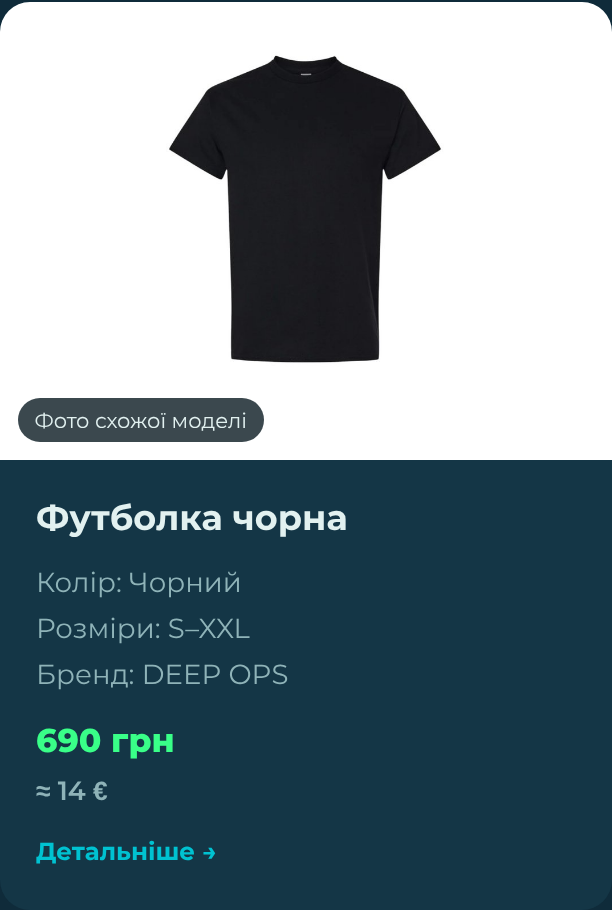 Фото схожої моделі
Футболка чорна
Колір: Чорний
Розміри: S–XXL
Бренд: DEEP OPS
690 грн
≈ 14 €
Детальніше →